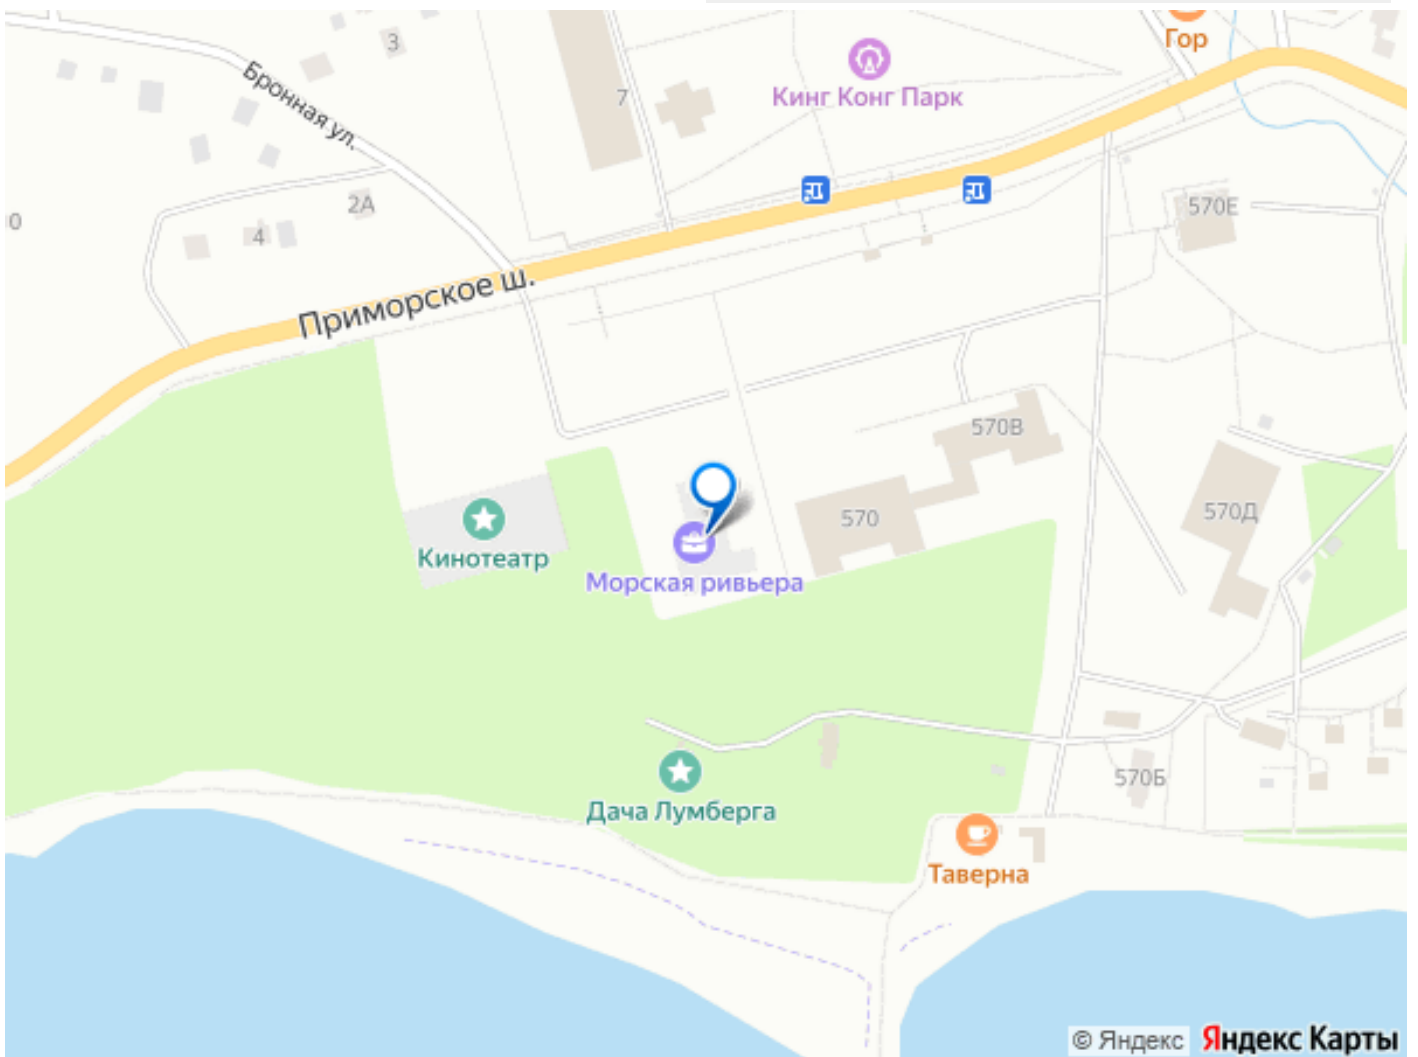 Гор
3
Кинг Конг Парк
Бронная ул.
7
2А
570Е
0
4
Приморское ш.
570В
570
570Д
Кинотеатр
Морская ривьера
570Б
Дача Лумберга
Таверна
© Яндекс Яндекс Карты